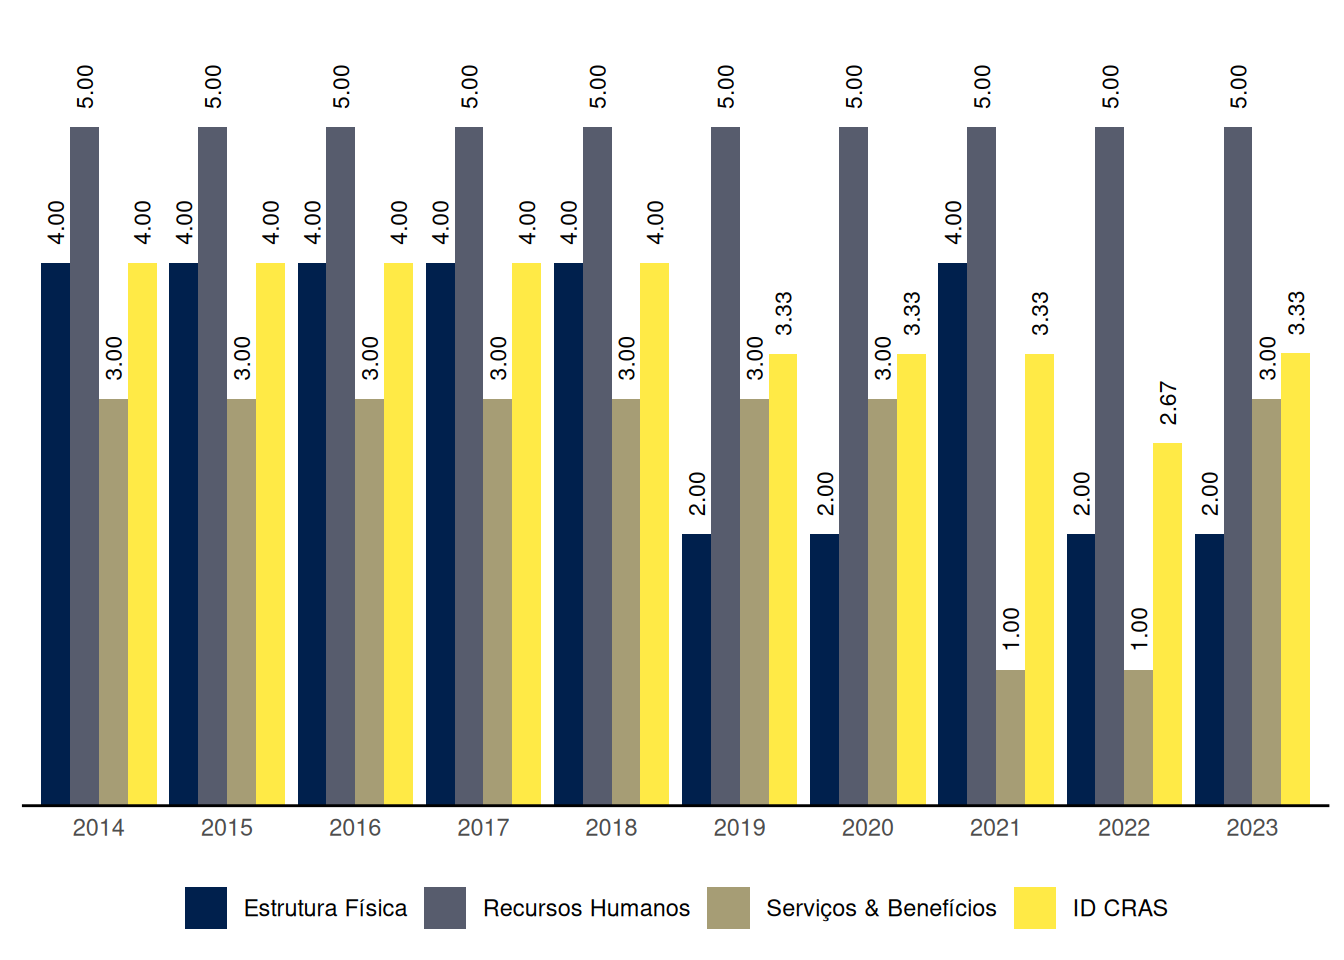 5.00 5.00 5.00 5.00 5.00 5.00 5.00 5.00 5.00 5.00
4.00 4.00 4.00 4.00 4.00 4.00 4.00 4.00 4.00 4.00 4.00
3.33 3.33 3.33 3.33
3.00 3.00 3.00 3.00 3.00 3.00 3.00 3.00
2.67
2.00 2.00 2.00 2.00
1.00 1.00
2014 2015 2016 2017 2018 2019 2020 2021 2022 2023
Estrutura Física Recursos Humanos Serviços & Benefícios ID CRAS